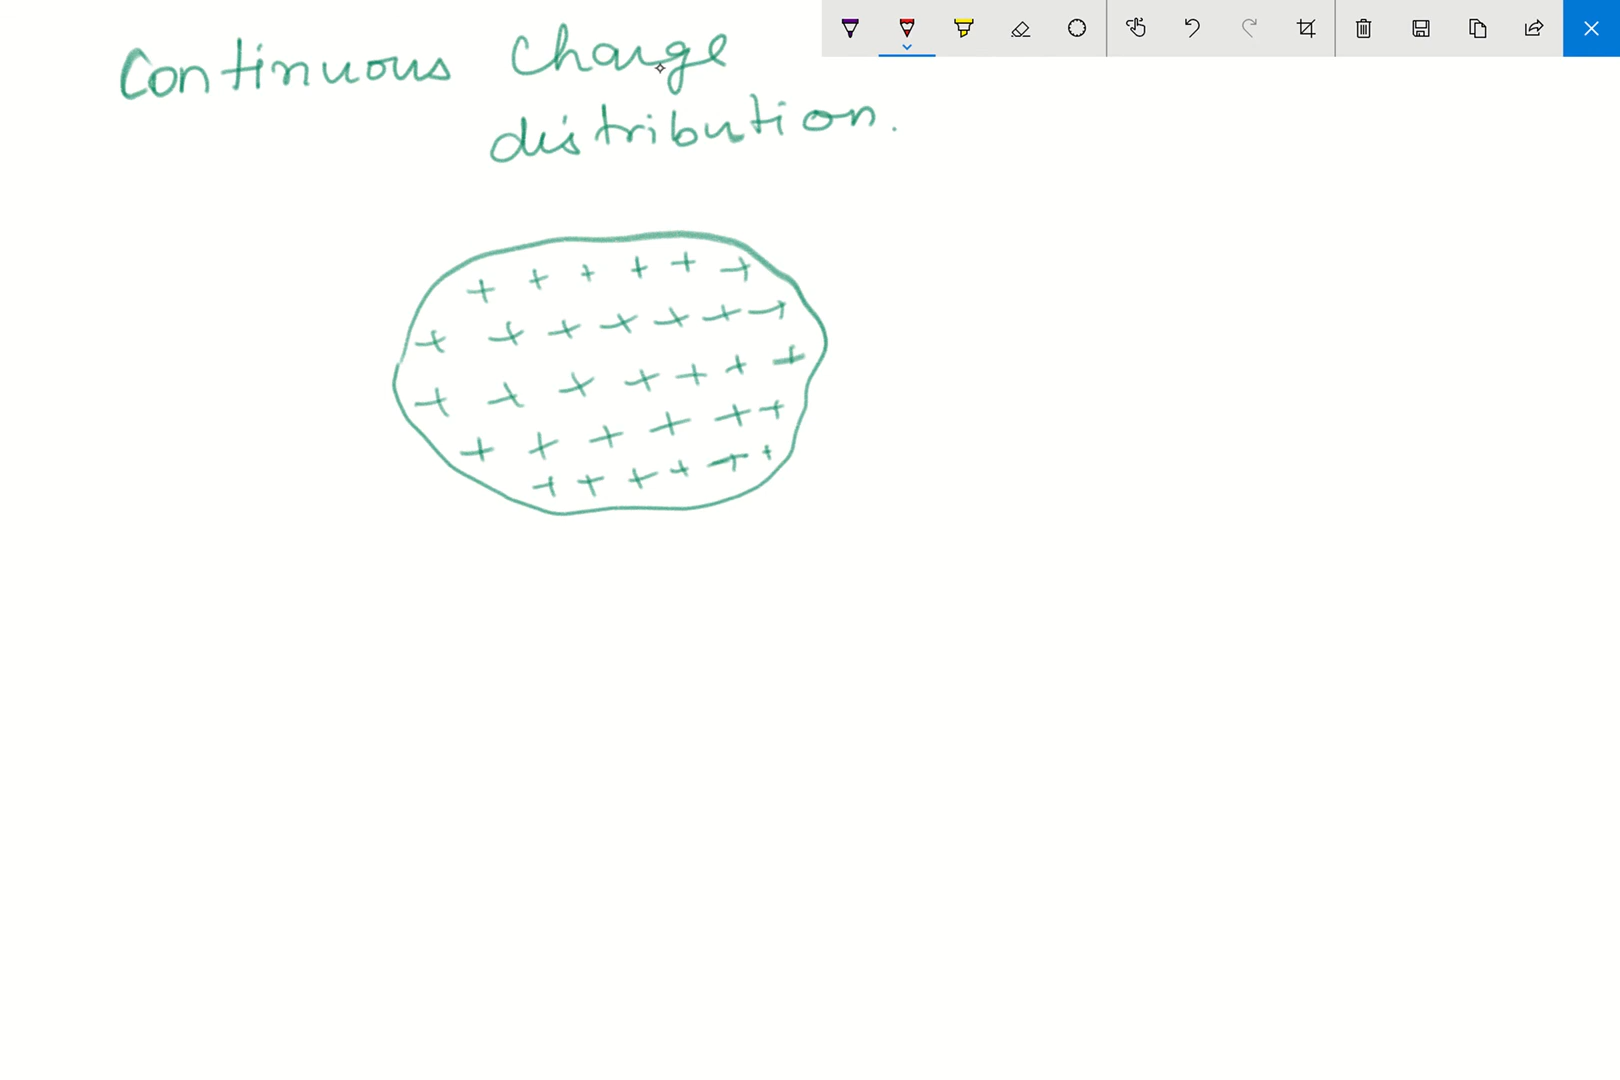 Continuous Charge
distribution.
+ + + + + +
+ + + + + + +
+ + + + + + +
+ + + + + +
+ + + + + +